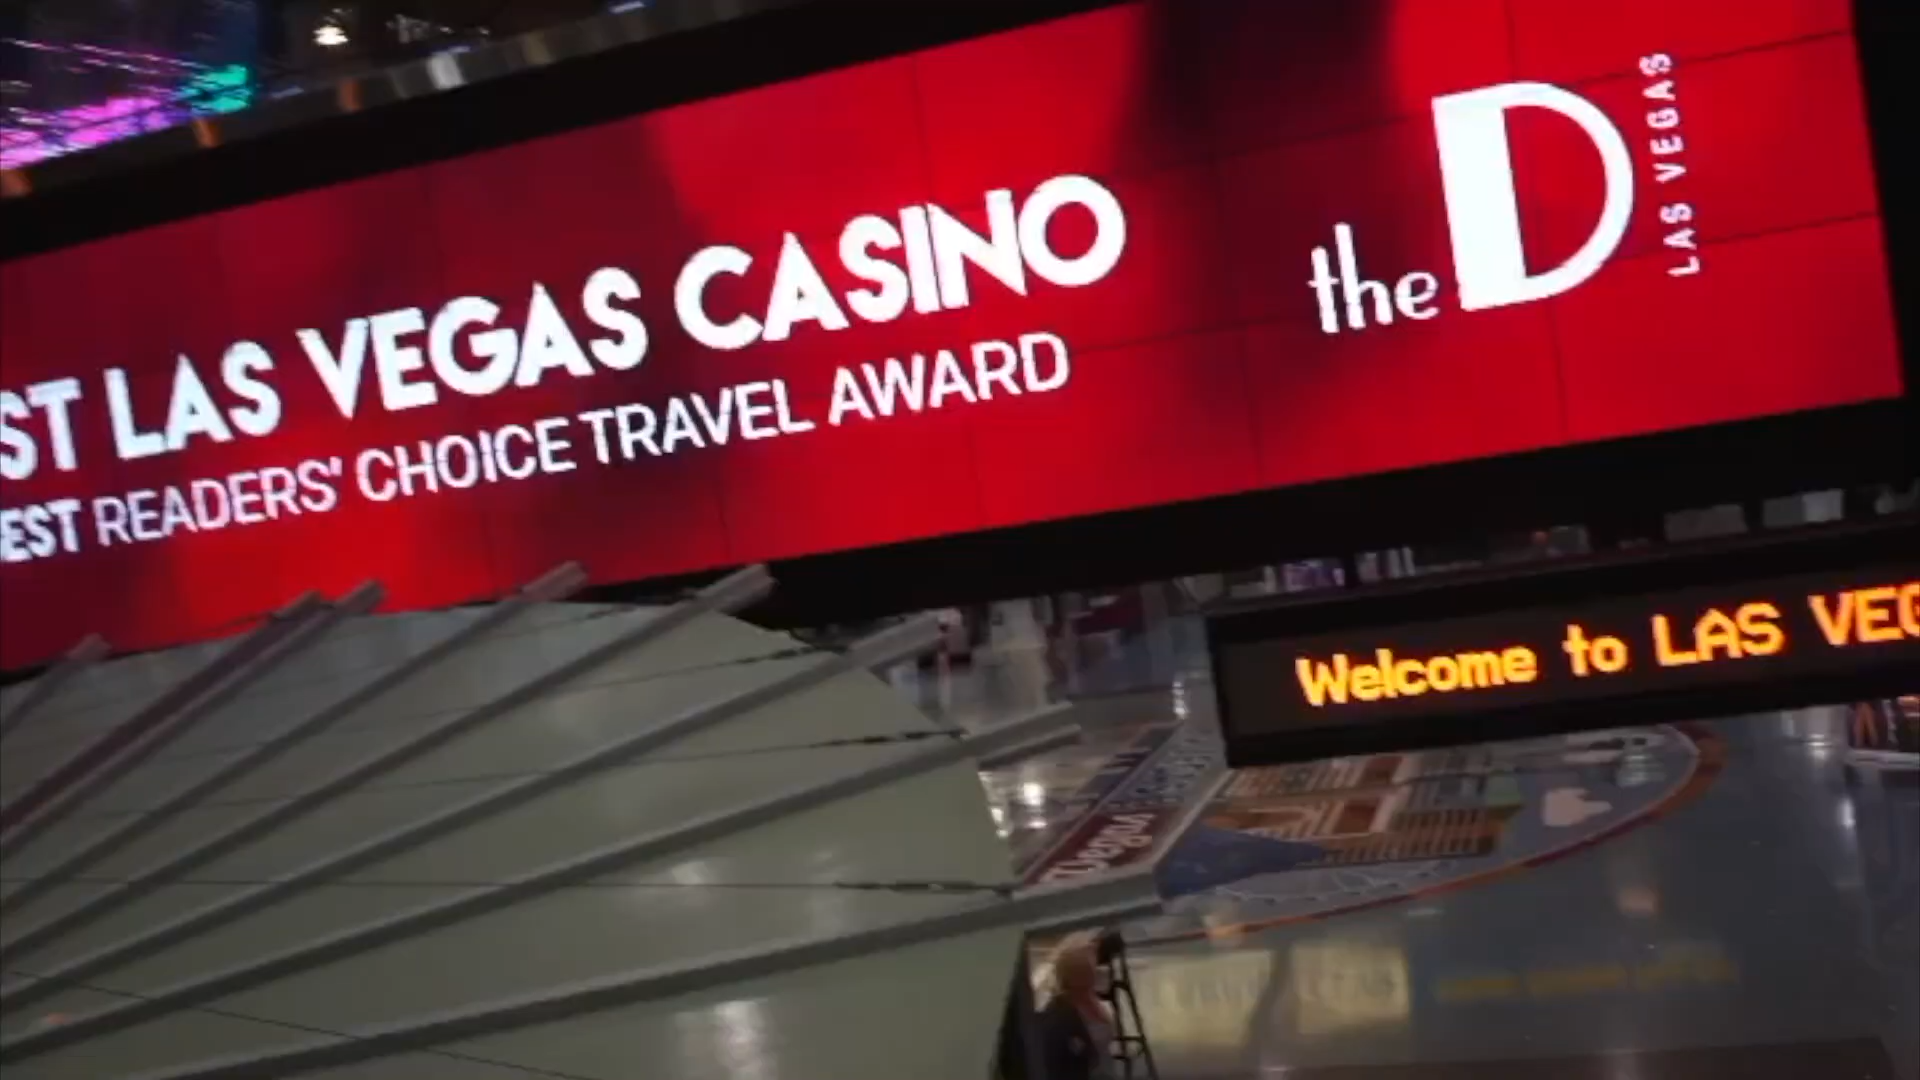 ST LAS VEGAS CASINO
EST READERS' CHOICE TRAVEL AWARD
the D
LAS VEGAS
Welcome to LAS VEG